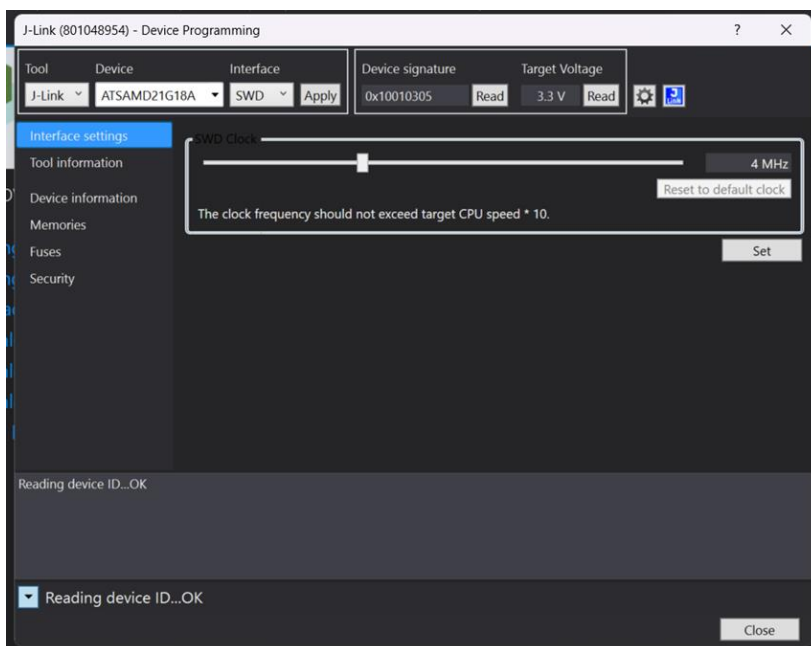 J-Link (801048954) - Device Programming
? ×
Tool Device Interface Device signature Target Voltage
J-Link ATSAMD21G18A SWD Apply 0x10010305 Read 3.3 V Read
Interface settings
Tool information
Device information
Memories
Fuses
Security
SWD Clock
4 MHz
Reset to default clock
The clock frequency should not exceed target CPU speed * 10.
Set
Reading device ID...OK
Reading device ID...OK
Close